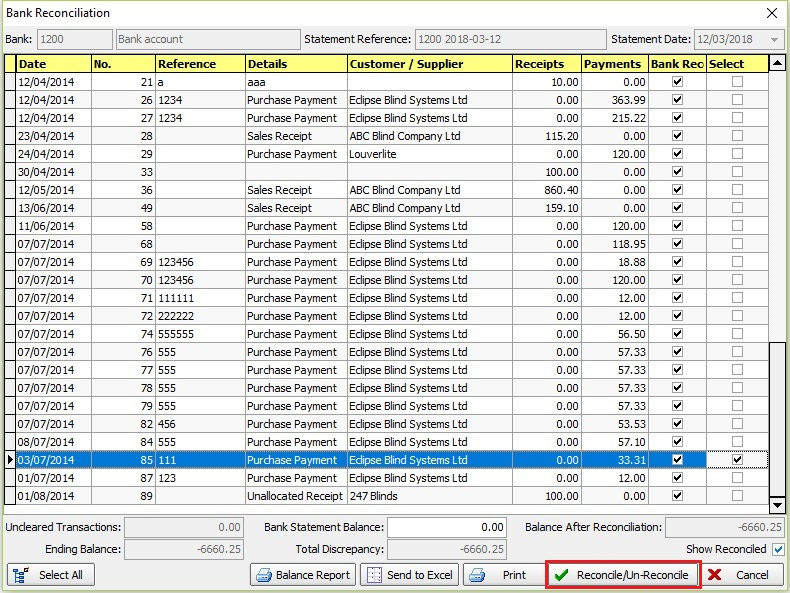 Bank Reconciliation
Bank: 1200 Bank account Statement Reference: 1200 2018-03-12 Statement Date: 12/03/2018
Date No. Reference Details Customer / Supplier Receipts Payments Bank Rec Select
12/04/2014 21 a aaa 10.00 0.00
12/04/2014 26 1234 Purchase Payment Eclipse Blind Systems Ltd 0.00 363.99
12/04/2014 27 1234 Purchase Payment Eclipse Blind Systems Ltd 0.00 215.22
23/04/2014 28 Sales Receipt ABC Blind Company Ltd 115.20 0.00
24/04/2014 29 Purchase Payment Louverlite 0.00 120.00
30/04/2014 33 100.00 0.00
12/05/2014 36 Sales Receipt ABC Blind Company Ltd 860.40 0.00
13/06/2014 49 Sales Receipt ABC Blind Company Ltd 159.10 0.00
11/06/2014 58 Purchase Payment Eclipse Blind Systems Ltd 0.00 120.00
07/07/2014 68 Purchase Payment Eclipse Blind Systems Ltd 0.00 118.95
07/07/2014 69 123456 Purchase Payment Eclipse Blind Systems Ltd 0.00 18.88
07/07/2014 70 123456 Purchase Payment Eclipse Blind Systems Ltd 0.00 120.00
07/07/2014 71 111111 Purchase Payment Eclipse Blind Systems Ltd 0.00 12.00
07/07/2014 72 222222 Purchase Payment Eclipse Blind Systems Ltd 0.00 12.00
07/07/2014 74 555555 Purchase Payment Eclipse Blind Systems Ltd 0.00 56.50
07/07/2014 76 555 Purchase Payment Eclipse Blind Systems Ltd 0.00 57.33
07/07/2014 77 555 Purchase Payment Eclipse Blind Systems Ltd 0.00 57.33
07/07/2014 78 555 Purchase Payment Eclipse Blind Systems Ltd 0.00 57.33
07/07/2014 79 555 Purchase Payment Eclipse Blind Systems Ltd 0.00 57.33
07/07/2014 82 456 Purchase Payment Eclipse Blind Systems Ltd 0.00 53.53
08/07/2014 84 555 Purchase Payment Eclipse Blind Systems Ltd 0.00 57.10
03/07/2014 85 111 Purchase Payment Eclipse Blind Systems Ltd 0.00 33.31
01/07/2014 87 123 Purchase Payment Eclipse Blind Systems Ltd 0.00 12.00
01/08/2014 89 Unallocated Receipt 247 Blinds 100.00 0.00
Uncleared Transactions: 0.00 Bank Statement Balance: 0.00 Balance After Reconciliation: -6660.25
Ending Balance: -6660.25 Total Discrepancy: -6660.25 Show Reconciled
Select All Balance Report Send to Excel Print Reconcile/Un-Reconcile Cancel